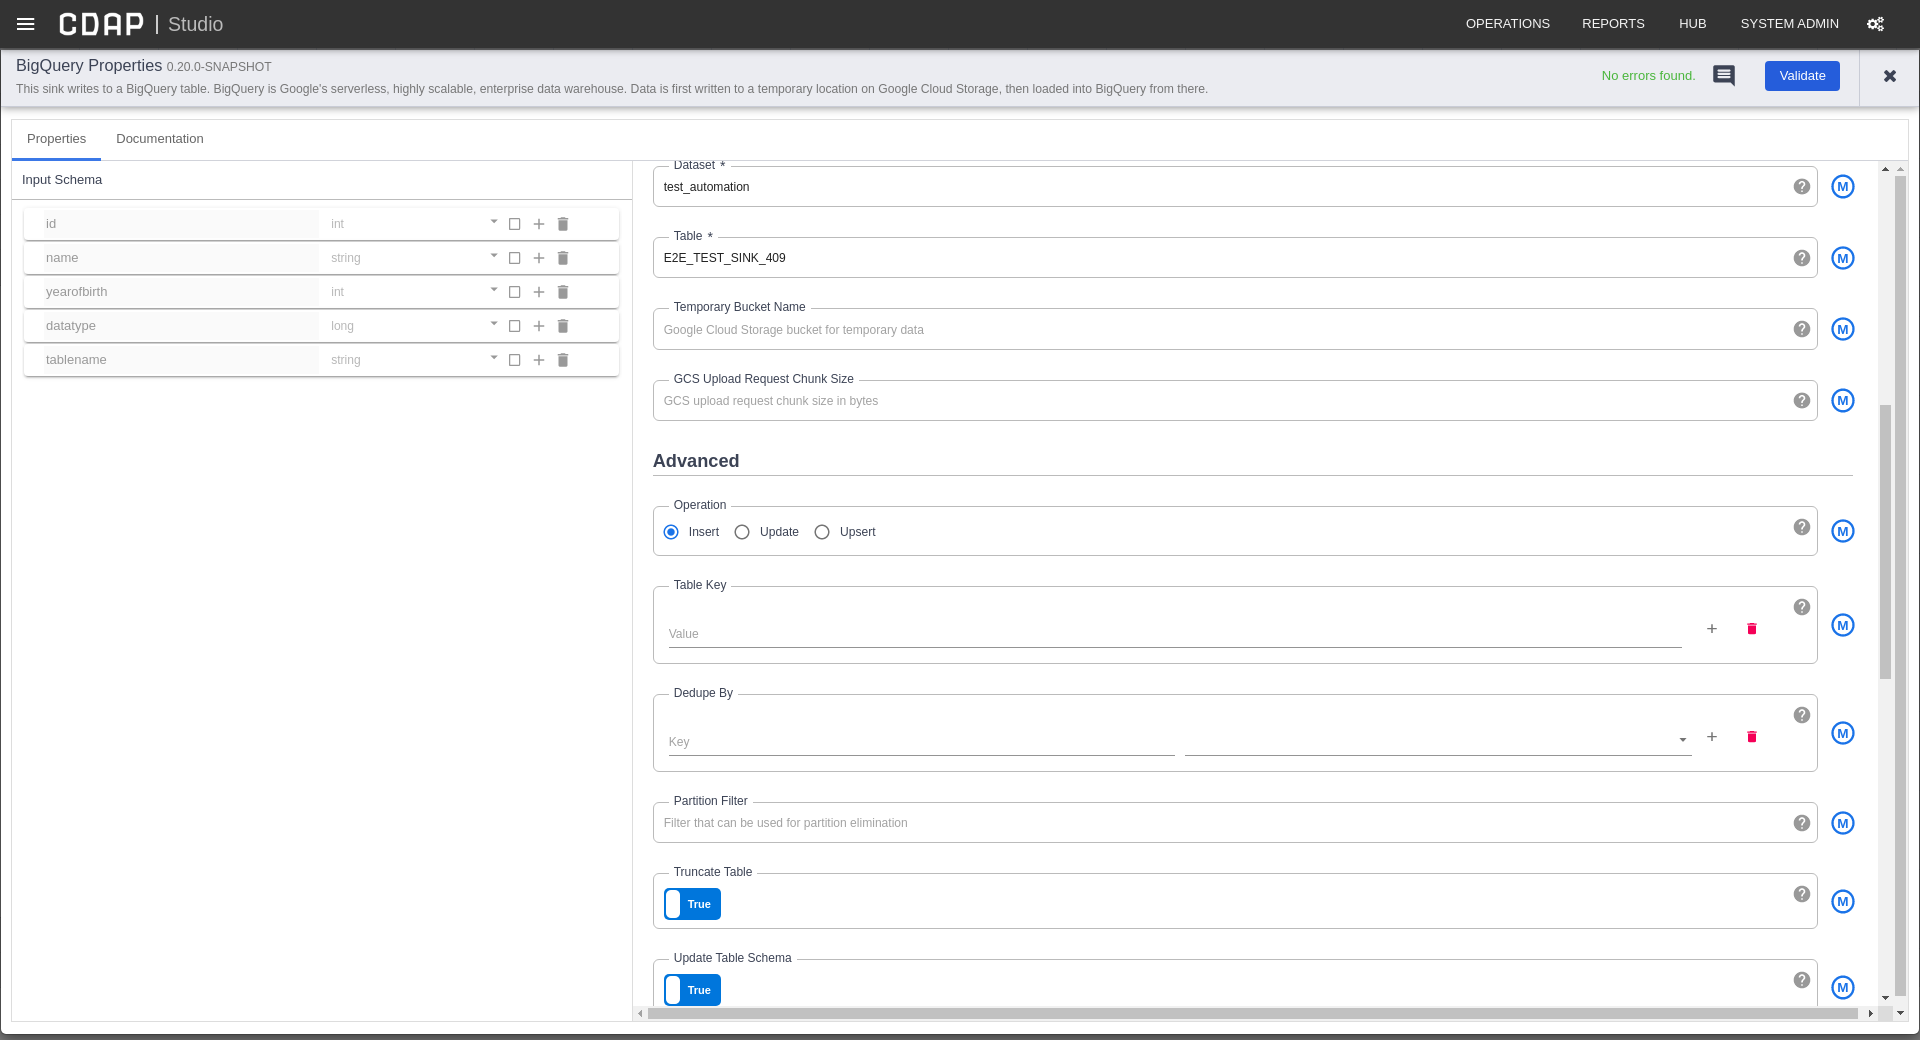 CDAP | Studio
OPERATIONS REPORTS HUB SYSTEM ADMIN
BigQuery Properties 0.20.0-SNAPSHOT
This sink writes to a BigQuery table. BigQuery is Google's serverless, highly scalable, enterprise data warehouse. Data is first written to a temporary location on Google Cloud Storage, then loaded into BigQuery from there.
No errors found.
Validate
Properties Documentation
Input Schema
id int
name string
yearofbirth int
datatype long
tablename string
Dataset *
test_automation
M
Table *
E2E_TEST_SINK_409
M
Temporary Bucket Name
Google Cloud Storage bucket for temporary data
M
GCS Upload Request Chunk Size
GCS upload request chunk size in bytes
M
Advanced
Operation
Insert Update Upsert
M
Table Key
Value
M
Dedupe By
Key
M
Partition Filter
Filter that can be used for partition elimination
M
Truncate Table
True
M
Update Table Schema
True
M